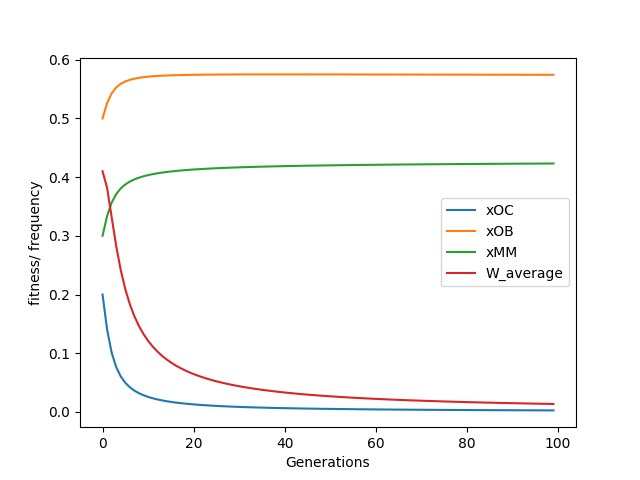 0.6
0.5
0.4
0.3
0.2
0.1
0.0
fitness/ frequency
xOC
xOB
xMM
W_average
0 20 40 60 80 100
Generations